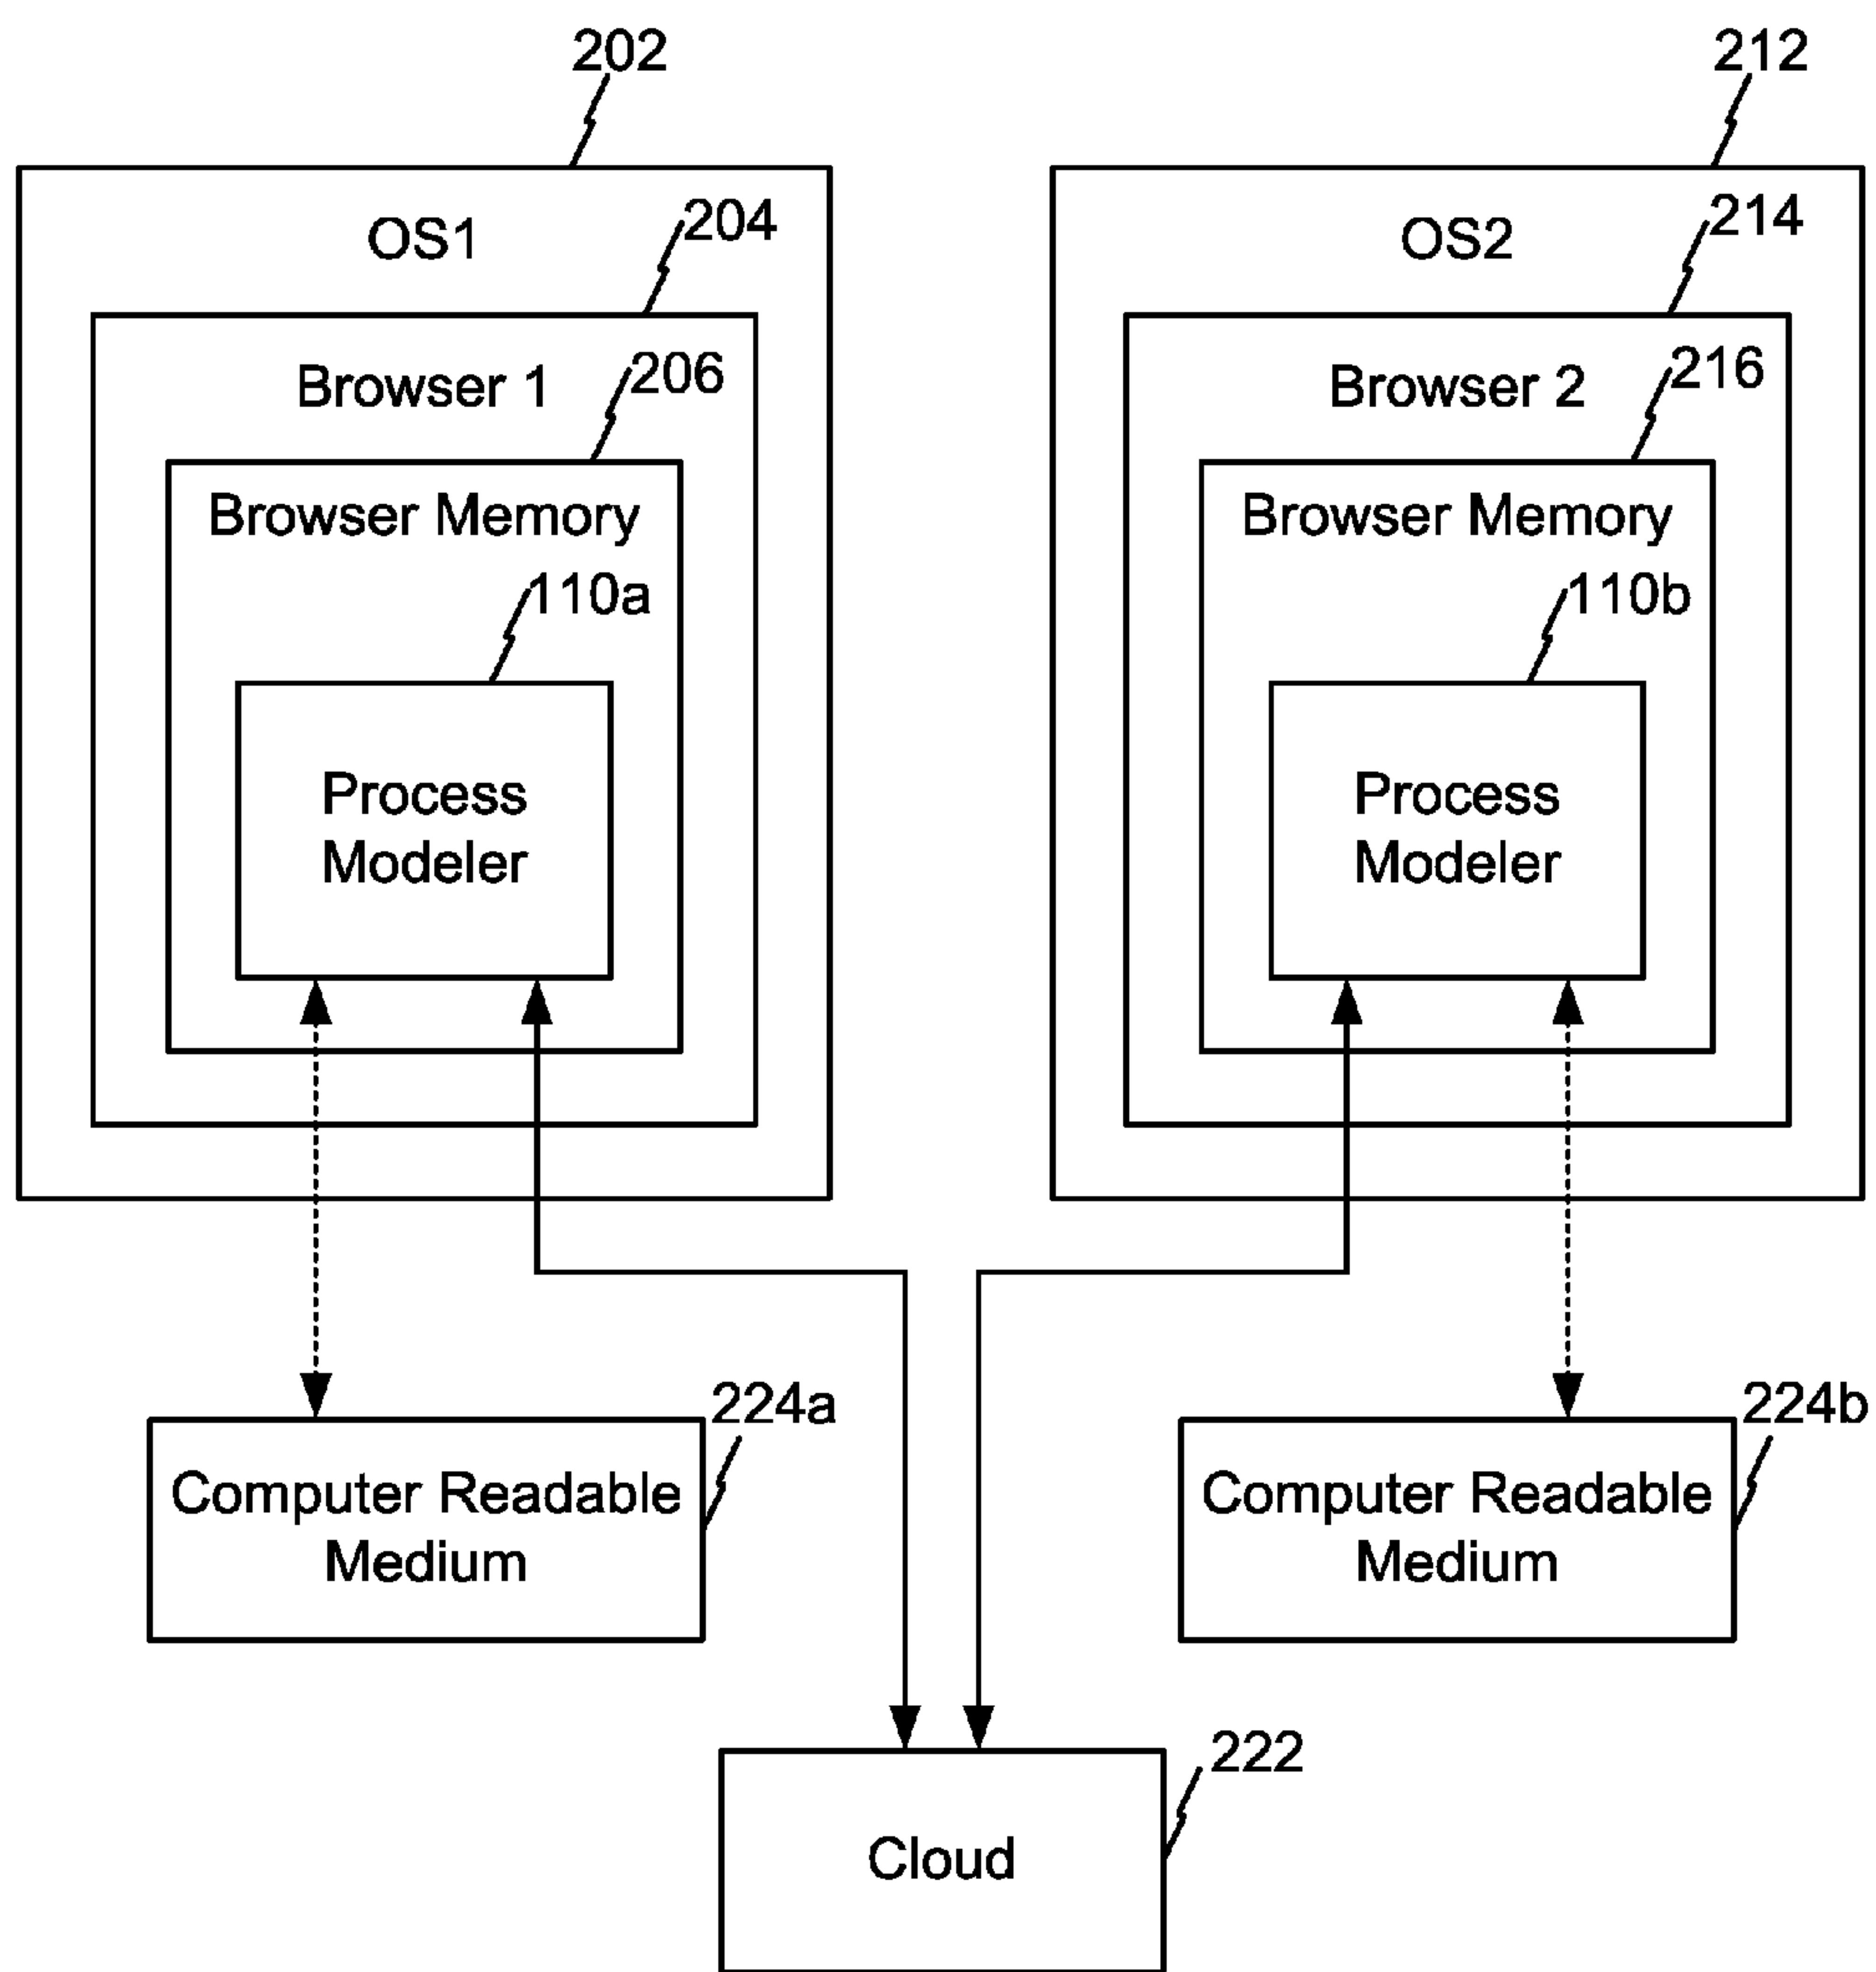 202
212
OS1
204
OS2
214
Browser 1
206
Browser 2
216
Browser Memory
110a
Browser Memory
110b
Process
Modeler
Process
Modeler
224a
Computer Readable
Medium
224b
Computer Readable
Medium
222
Cloud